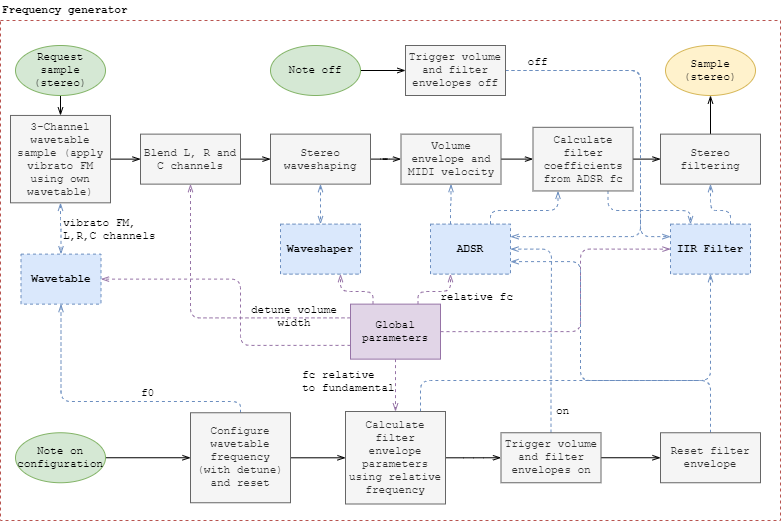 Frequency generator
Request
sample
(stereo)
Note off
Trigger volume
and filter
envelopes off
off
Sample
(stereo)
3-Channel
wavetable
sample (apply
vibrato FM
using own
wavetable)
Blend L, R and
C channels
Stereo
waveshaping
Volume
envelope and
MIDI velocity
Calculate
filter
coefficients
from ADSR fc
Stereo
filtering
vibrato FM,
L,R,C channels
Wavetable
Waveshaper
ADSR
IIR Filter
relative fc
detune volume
width
Global
parameters
fc relative
to fundamental
f0
on
Note on
configuration
Configure
wavetable
frequency
(with detune)
and reset
Calculate
filter
envelope
parameters
using relative
frequency
Trigger volume
and filter
envelopes on
Reset filter
envelope